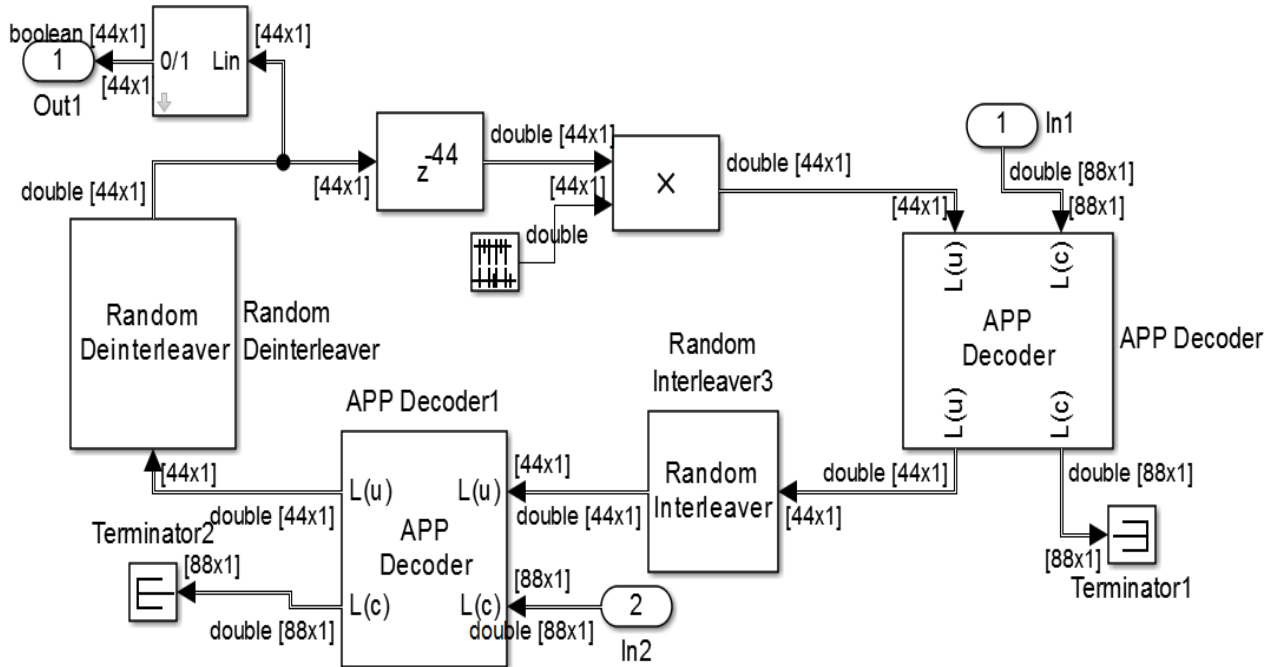 boolean [44x1]
[44x1]
1
[44x1
0/1 Lin
Out1
double [44x1]
[44x1]
z-44
double [44x1]
[44x1]
double
X
double [44x1]
[44x1]
1
In1
double [88x1]
[88x1]
L(u) L(c)
APP
Decoder
L(u) L(c)
APP Decoder
Random
Deinterleaver
Random
Deinterleaver
Random
Interleaver3
APP Decoder1
[44x1]
double [44x1]
L(u) L(u)
APP
Decoder
L(c) L(c)
[44x1]
double [44x1]
Random
Interleaver
double [44x1]
[44x1]
double [88x1]
[88x1]
Terminator1
Terminator2
[88x1]
double [88x1]
[88x1]
double [88x1]
2
In2